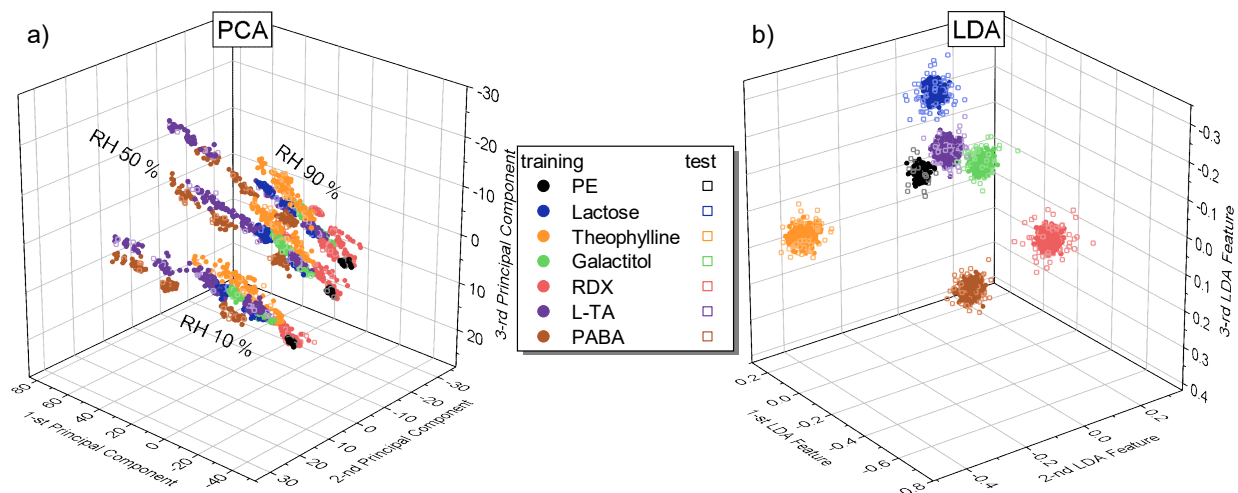 a)
PCA
-30
-20
-10
0
10
20
3-rd Principal Component
RH 50 %
RH 90 %
RH 10 %
80
60
40
20
0
-20
-40
1-st Principal Component
30
20
10
0
-10
-20
-30
2-nd Principal Component
training test
PE
Lactose
Theophylline
Galactitol
RDX
L-TA
PABA
b)
LDA
-0.3
-0.2
-0.1
0.0
0.1
0.2
0.3
0.4
3-rd LDA Feature
0.2
0.0
-0.2
-0.4
-0.6
-0.8
1-st LDA Feature
-0.4
-0.2
0.0
0.2
2-nd LDA Feature